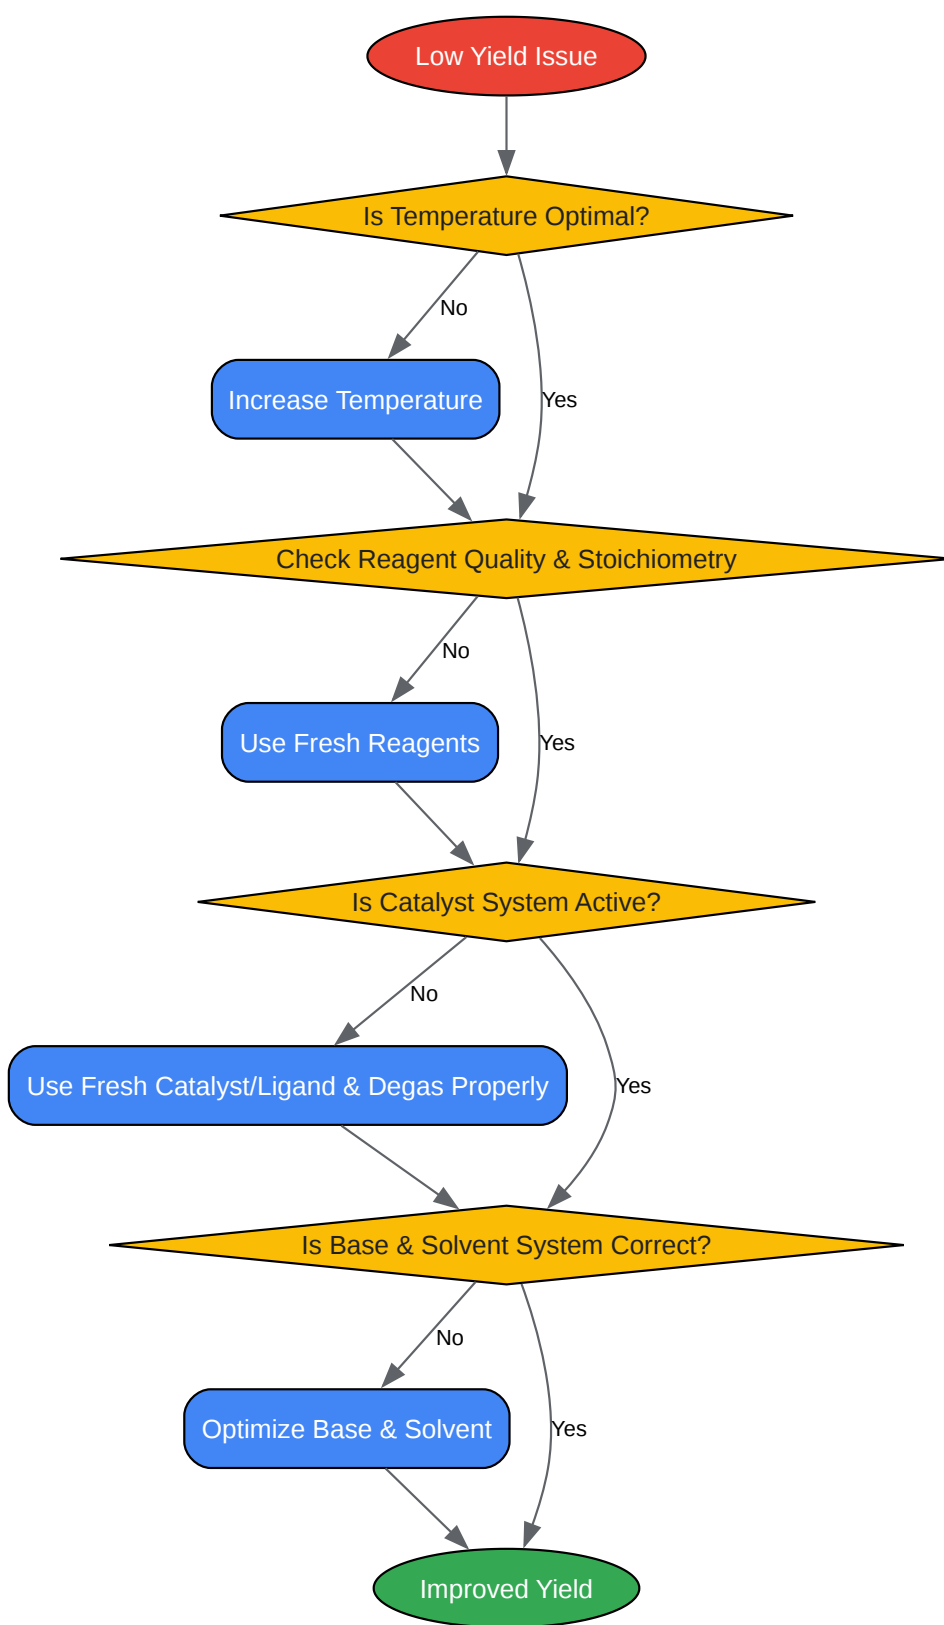 Low Yield Issue
Is Temperature Optimal?
No
Increase Temperature
Yes
Check Reagent Quality & Stoichiometry
No
Use Fresh Reagents
Yes
Is Catalyst System Active?
No
Use Fresh Catalyst/Ligand & Degas Properly
Yes
Is Base & Solvent System Correct?
No
Optimize Base & Solvent
Yes
Improved Yield